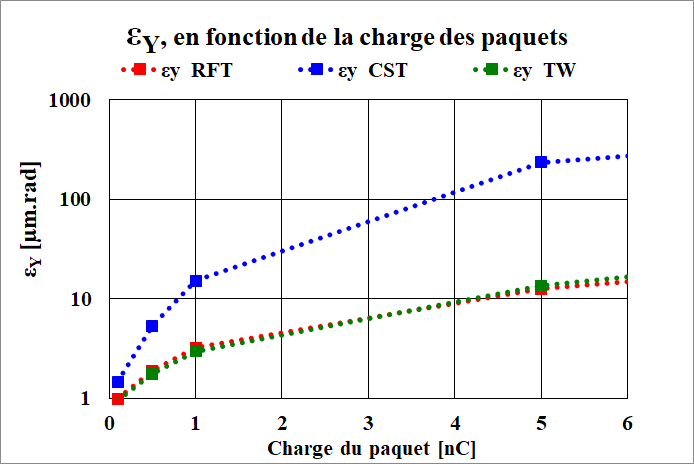 εY, en fonction de la charge des paquets
εy RFT εy CST εy TW
1000
100
10
1
εY [µm.rad]
0 1 2 3 4 5 6
Charge du paquet [nC]